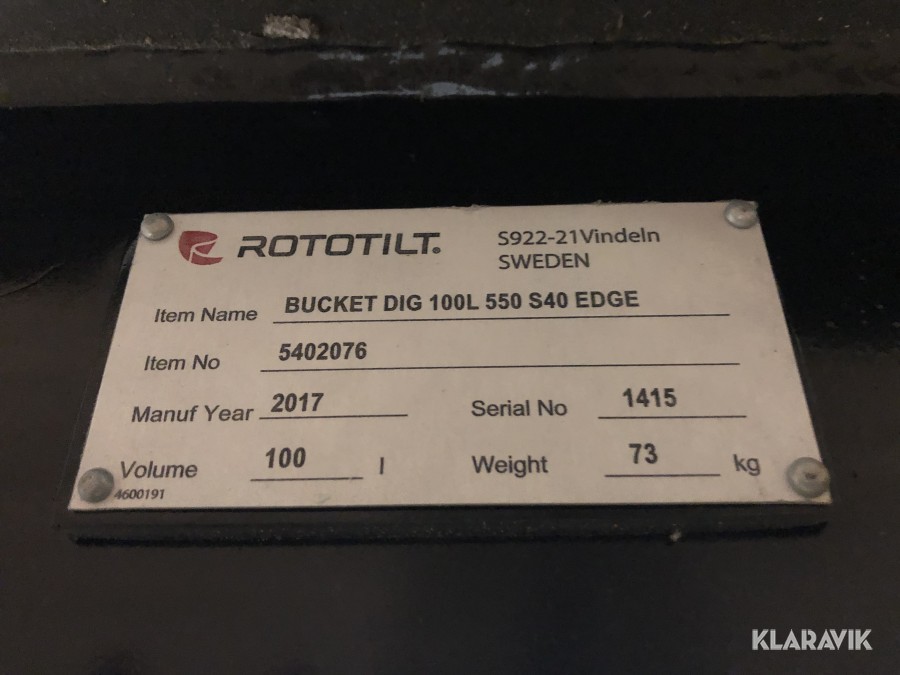 ROTOTILT®
S922-21Vindeln
SWEDEN
Item Name BUCKET DIG 100L 550 S40 EDGE
Item No 5402076
Manuf Year 2017 Serial No 1415
Volume 100 l Weight 73 kg
4600191
KLARAVIK